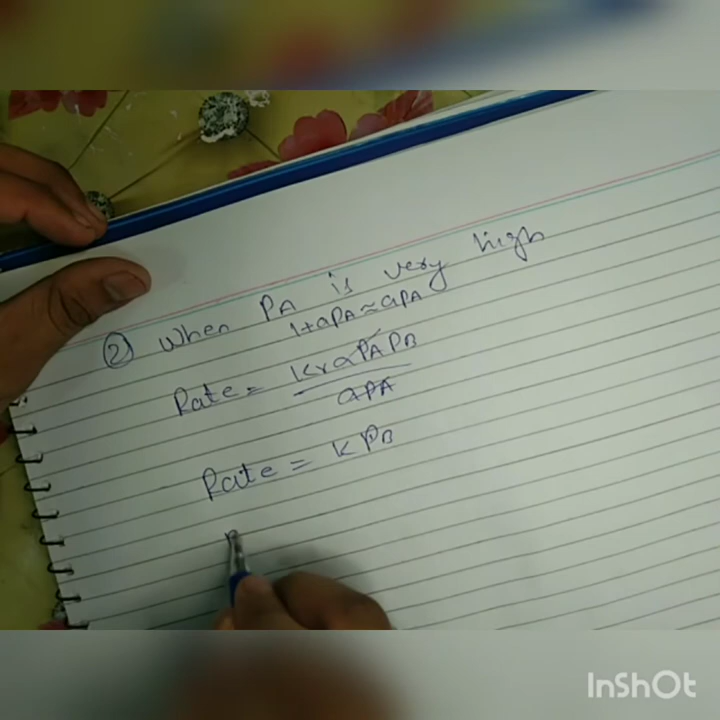 ② When PA is very high
1+aPA≈aPA
Rate = KraPAPB
aPA
Rate = KPB
InShOt